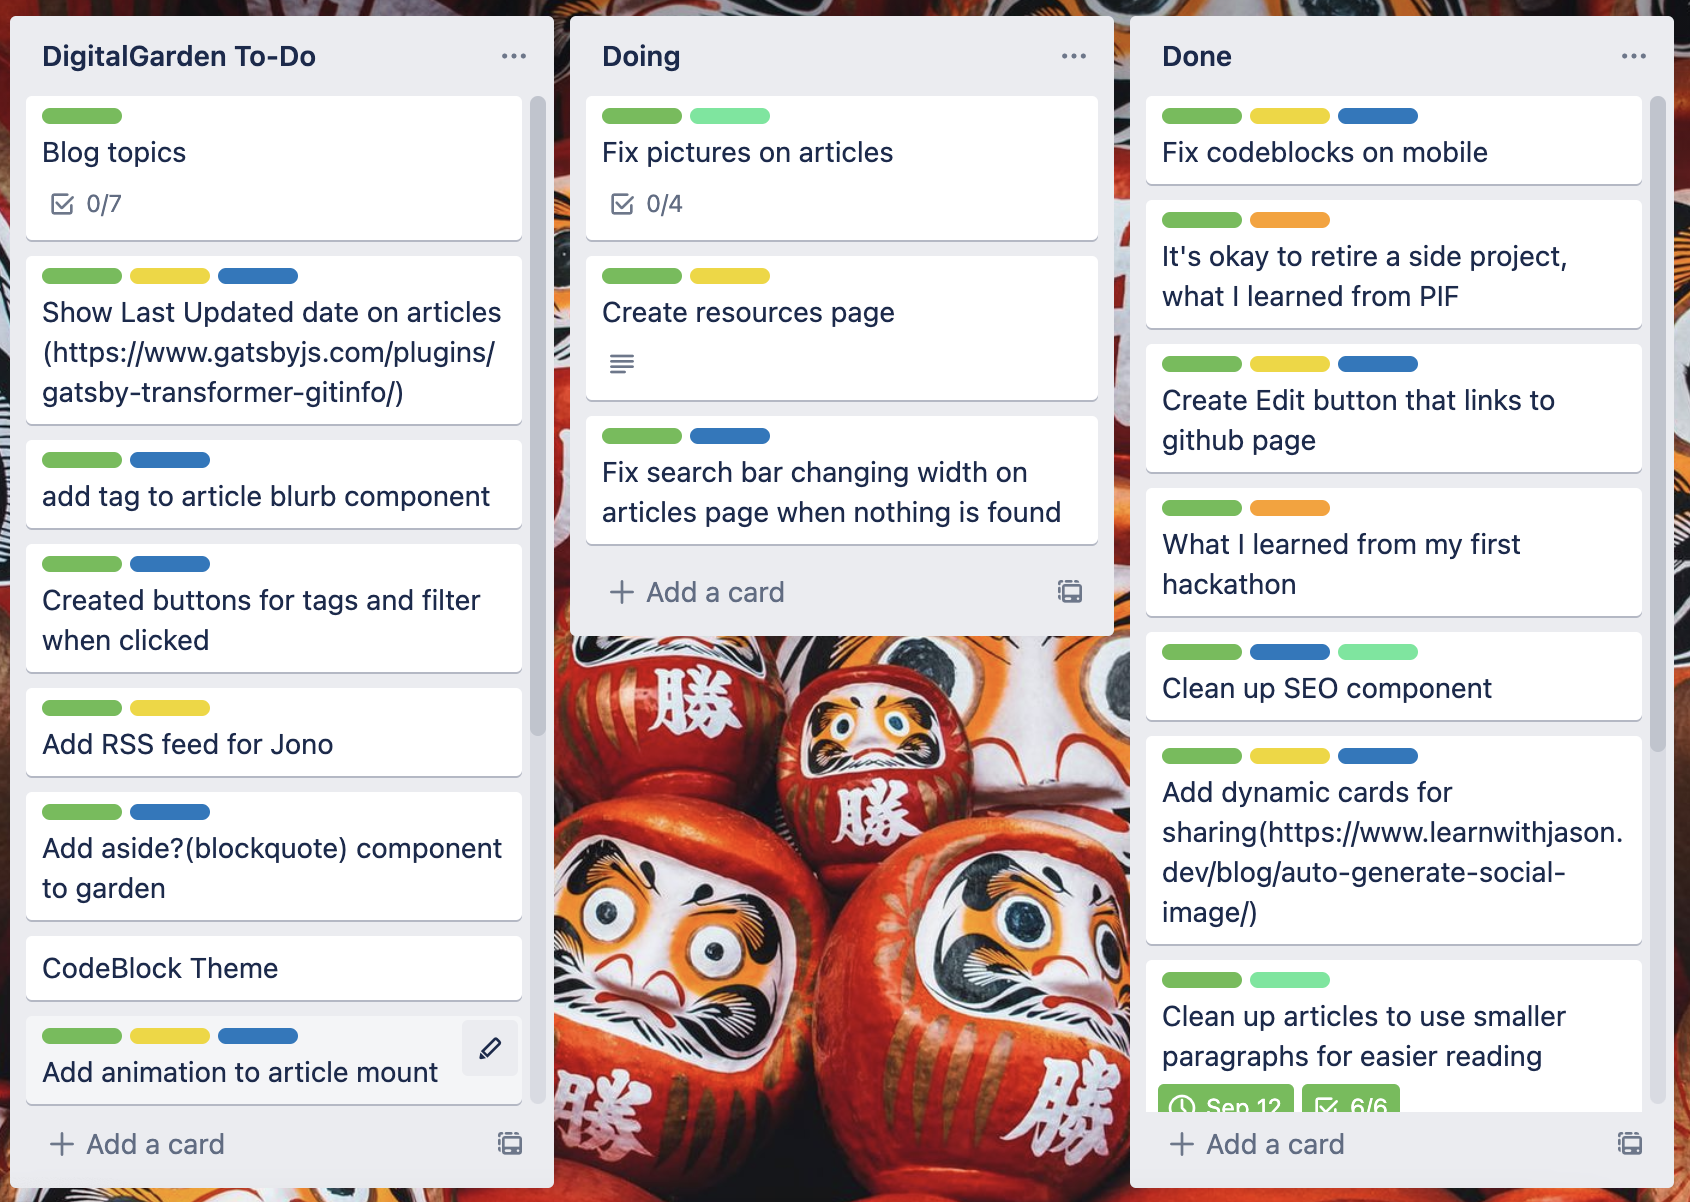 DigitalGarden To-Do
Blog topics
0/7
Show Last Updated date on articles
(https://www.gatsbyjs.com/plugins/
gatsby-transformer-gitinfo/)
add tag to article blurb component
Created buttons for tags and filter
when clicked
Add RSS feed for Jono
Add aside?(blockquote) component
to garden
CodeBlock Theme
Add animation to article mount
Add a card
Doing
Fix pictures on articles
0/4
Create resources page
Fix search bar changing width on
articles page when nothing is found
Add a card
勝
勝
勝
勝
Done
Fix codeblocks on mobile
It's okay to retire a side project,
what I learned from PIF
Create Edit button that links to
github page
What I learned from my first
hackathon
Clean up SEO component
Add dynamic cards for
sharing(https://www.learnwithjason.
dev/blog/auto-generate-social-
image/)
Clean up articles to use smaller
paragraphs for easier reading
Sep 12
6/6
Add a card